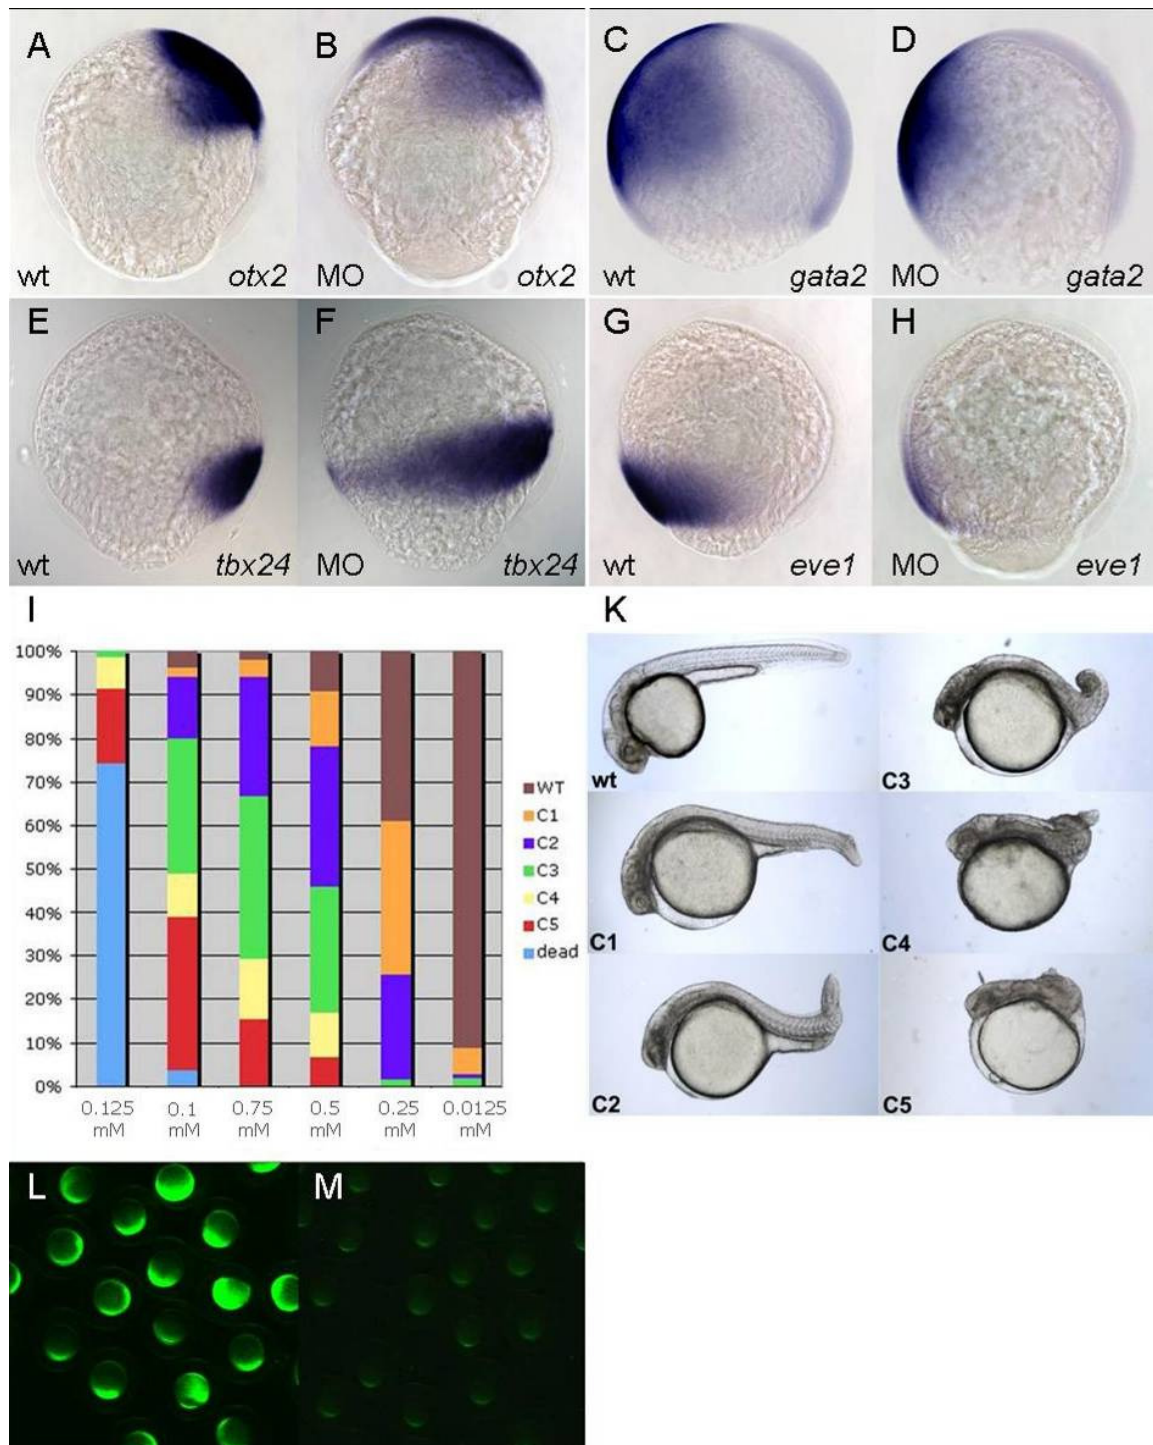 A B C D
wt otx2 MO otx2 wt gata2 MO gata2
E F G H
wt tbx24 MO tbx24 wt eve1 MO eve1
I
100%
90%
80%
70%
60%
50%
40%
30%
20%
10%
0%
0.125 0.1 0.75 0.5 0.25 0.0125
mM mM mM mM mM mM
WT
C1
C2
C3
C4
C5
dead
K
wt C3
C1 C4
C2 C5
L M